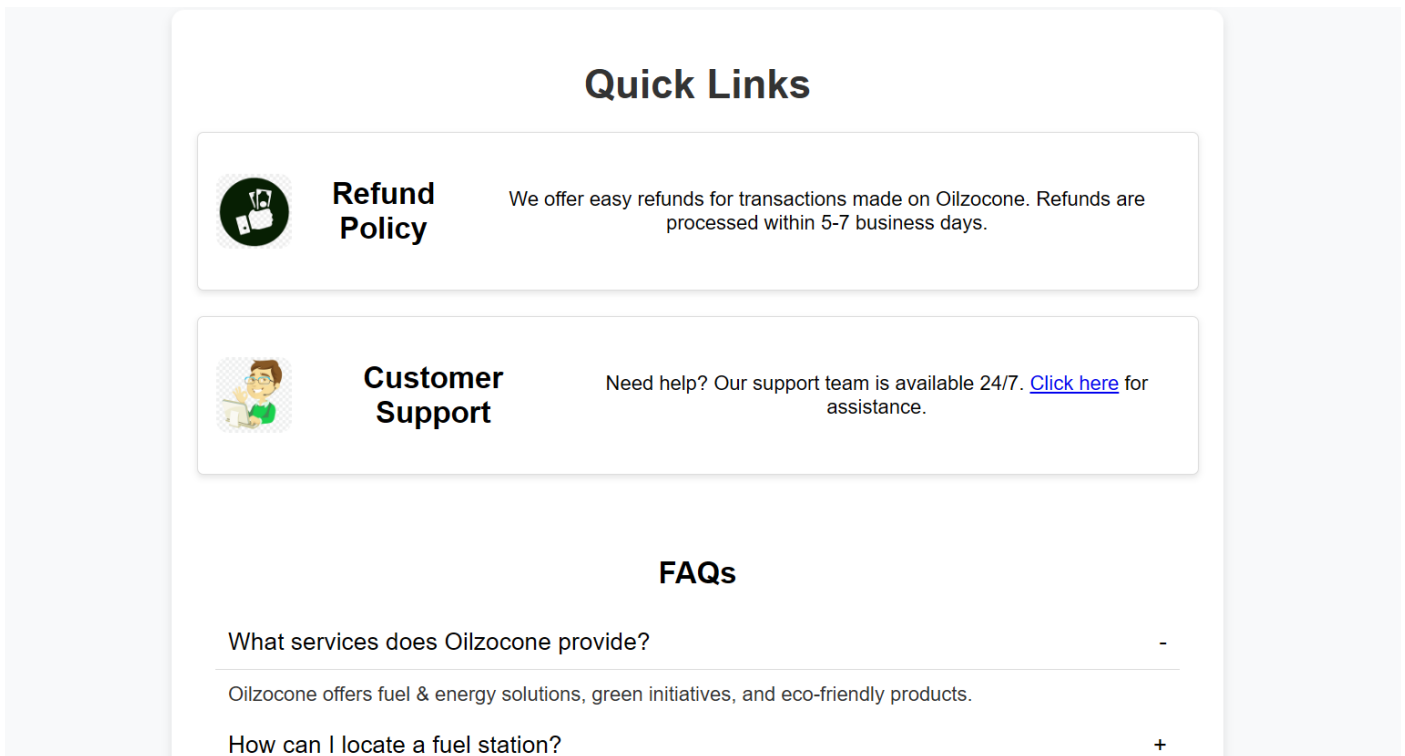 Quick Links
Refund
Policy
We offer easy refunds for transactions made on Oilzocone. Refunds are
processed within 5-7 business days.
Customer
Support
Need help? Our support team is available 24/7. Click here for
assistance.
FAQs
What services does Oilzocone provide? -
Oilzocone offers fuel & energy solutions, green initiatives, and eco-friendly products.
How can I locate a fuel station? +